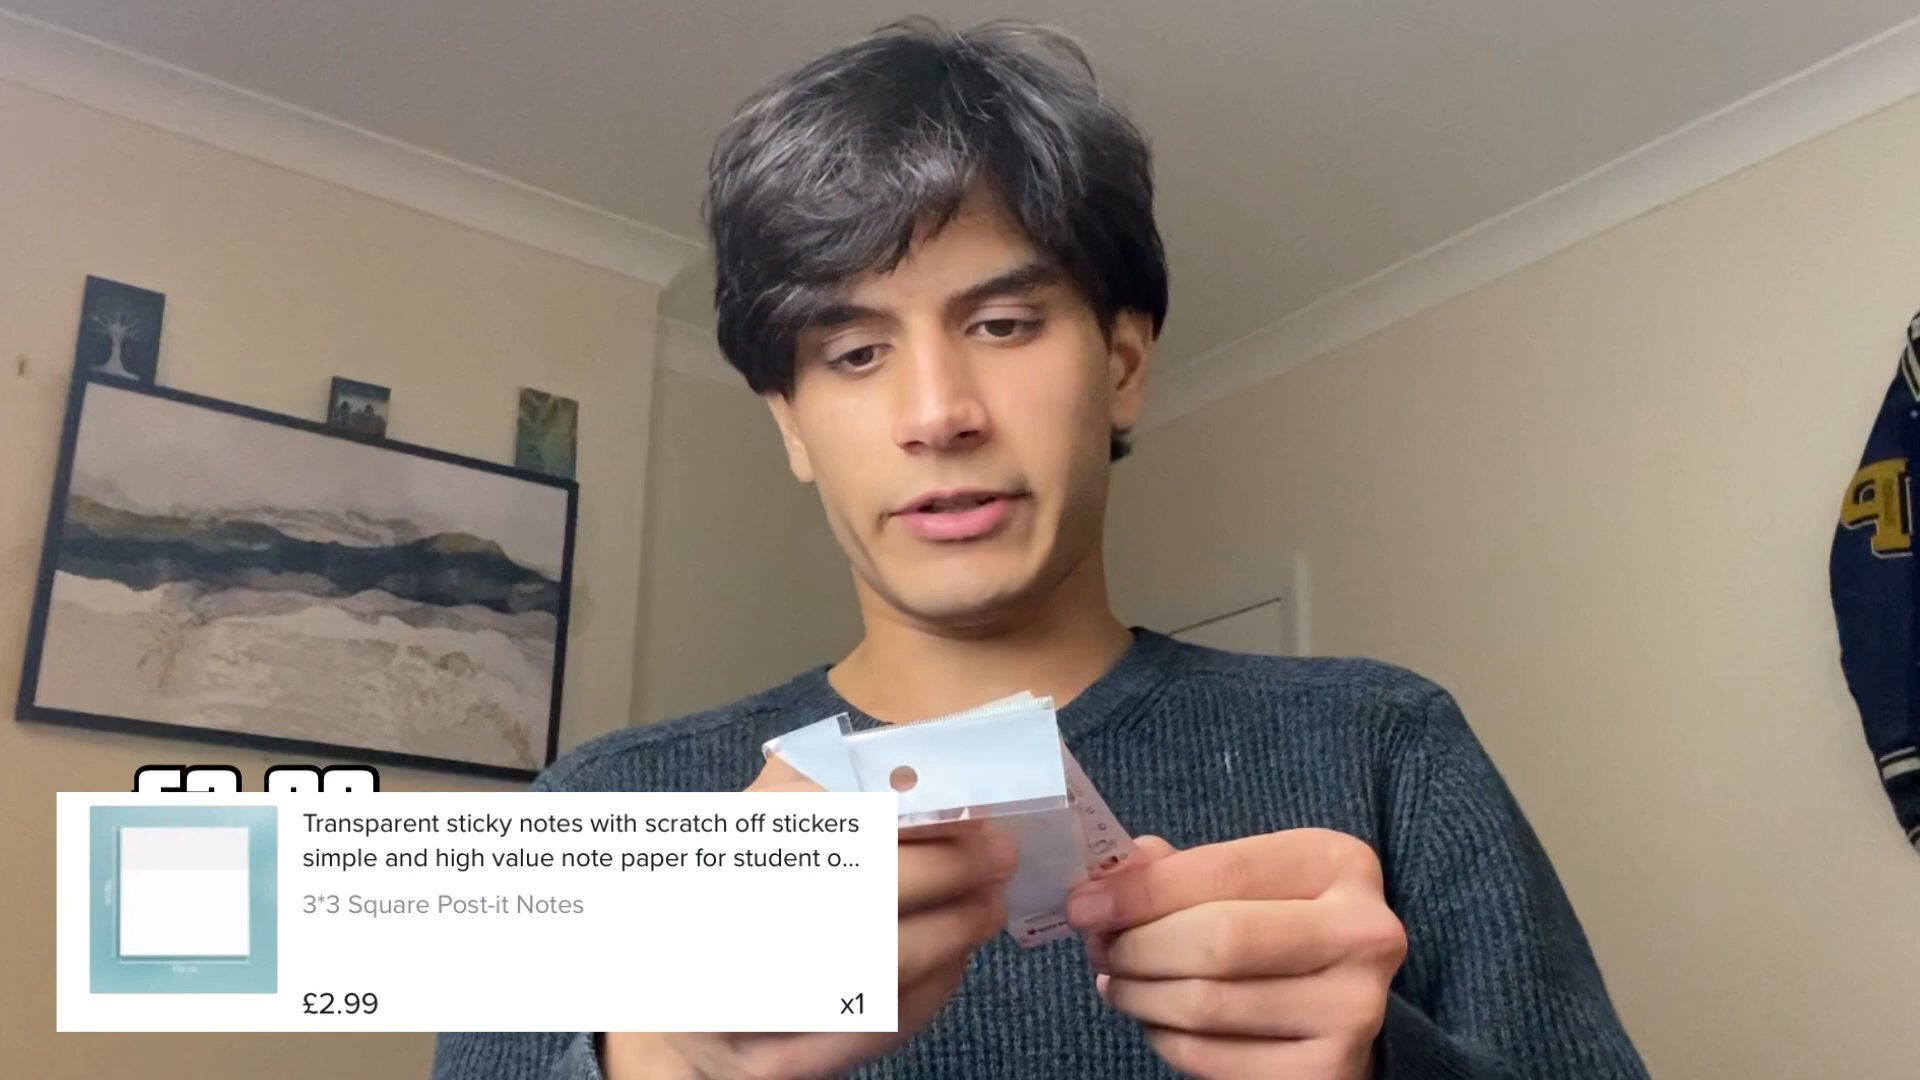 Transparent sticky notes with scratch off stickers
simple and high value note paper for student o...
3*3 Square Post-it Notes
£2.99
x1
P